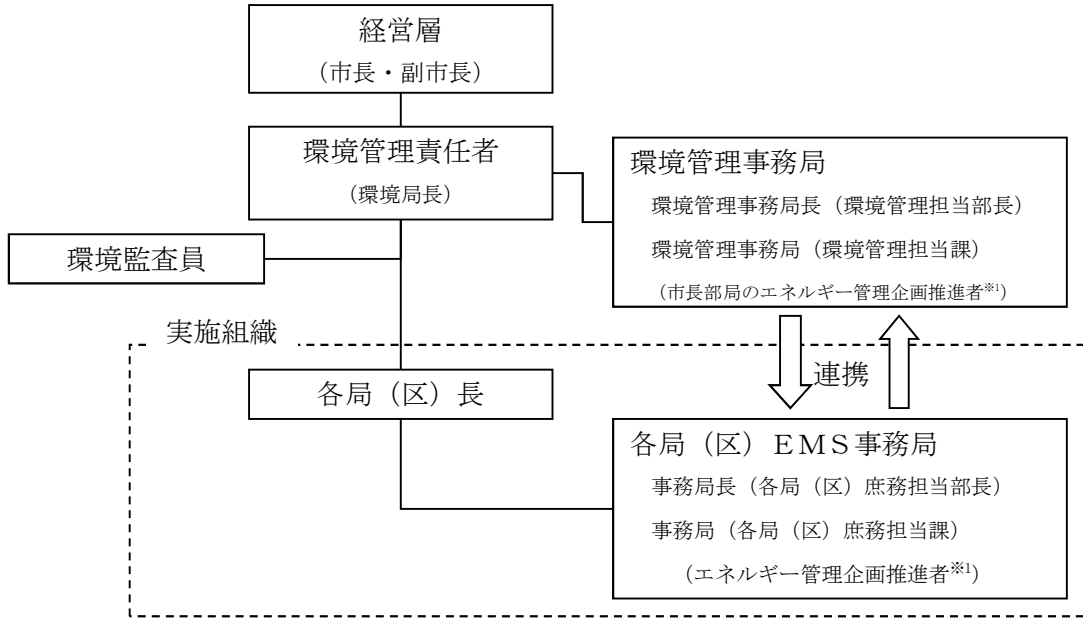 経営層
（市長・副市長）
環境管理責任者
（環境局長）
環境管理事務局
環境管理事務局長（環境管理担当部長）
環境管理事務局（環境管理担当課）
（市長部局のエネルギー管理企画推進者※1）
環境監査員
実施組織
連携
各局（区）長
各局（区）ＥＭＳ事務局
事務局長（各局（区）庶務担当部長）
事務局（各局（区）庶務担当課）
（エネルギー管理企画推進者※1）